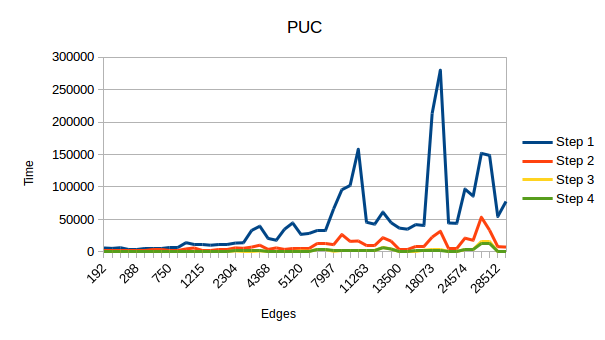 PUC
300000
250000
200000
150000
100000
50000
0
Time
192
288
750
1215
2304
4368
5120
7997
11263
13500
18073
24574
28512
Edges
Step 1
Step 2
Step 3
Step 4